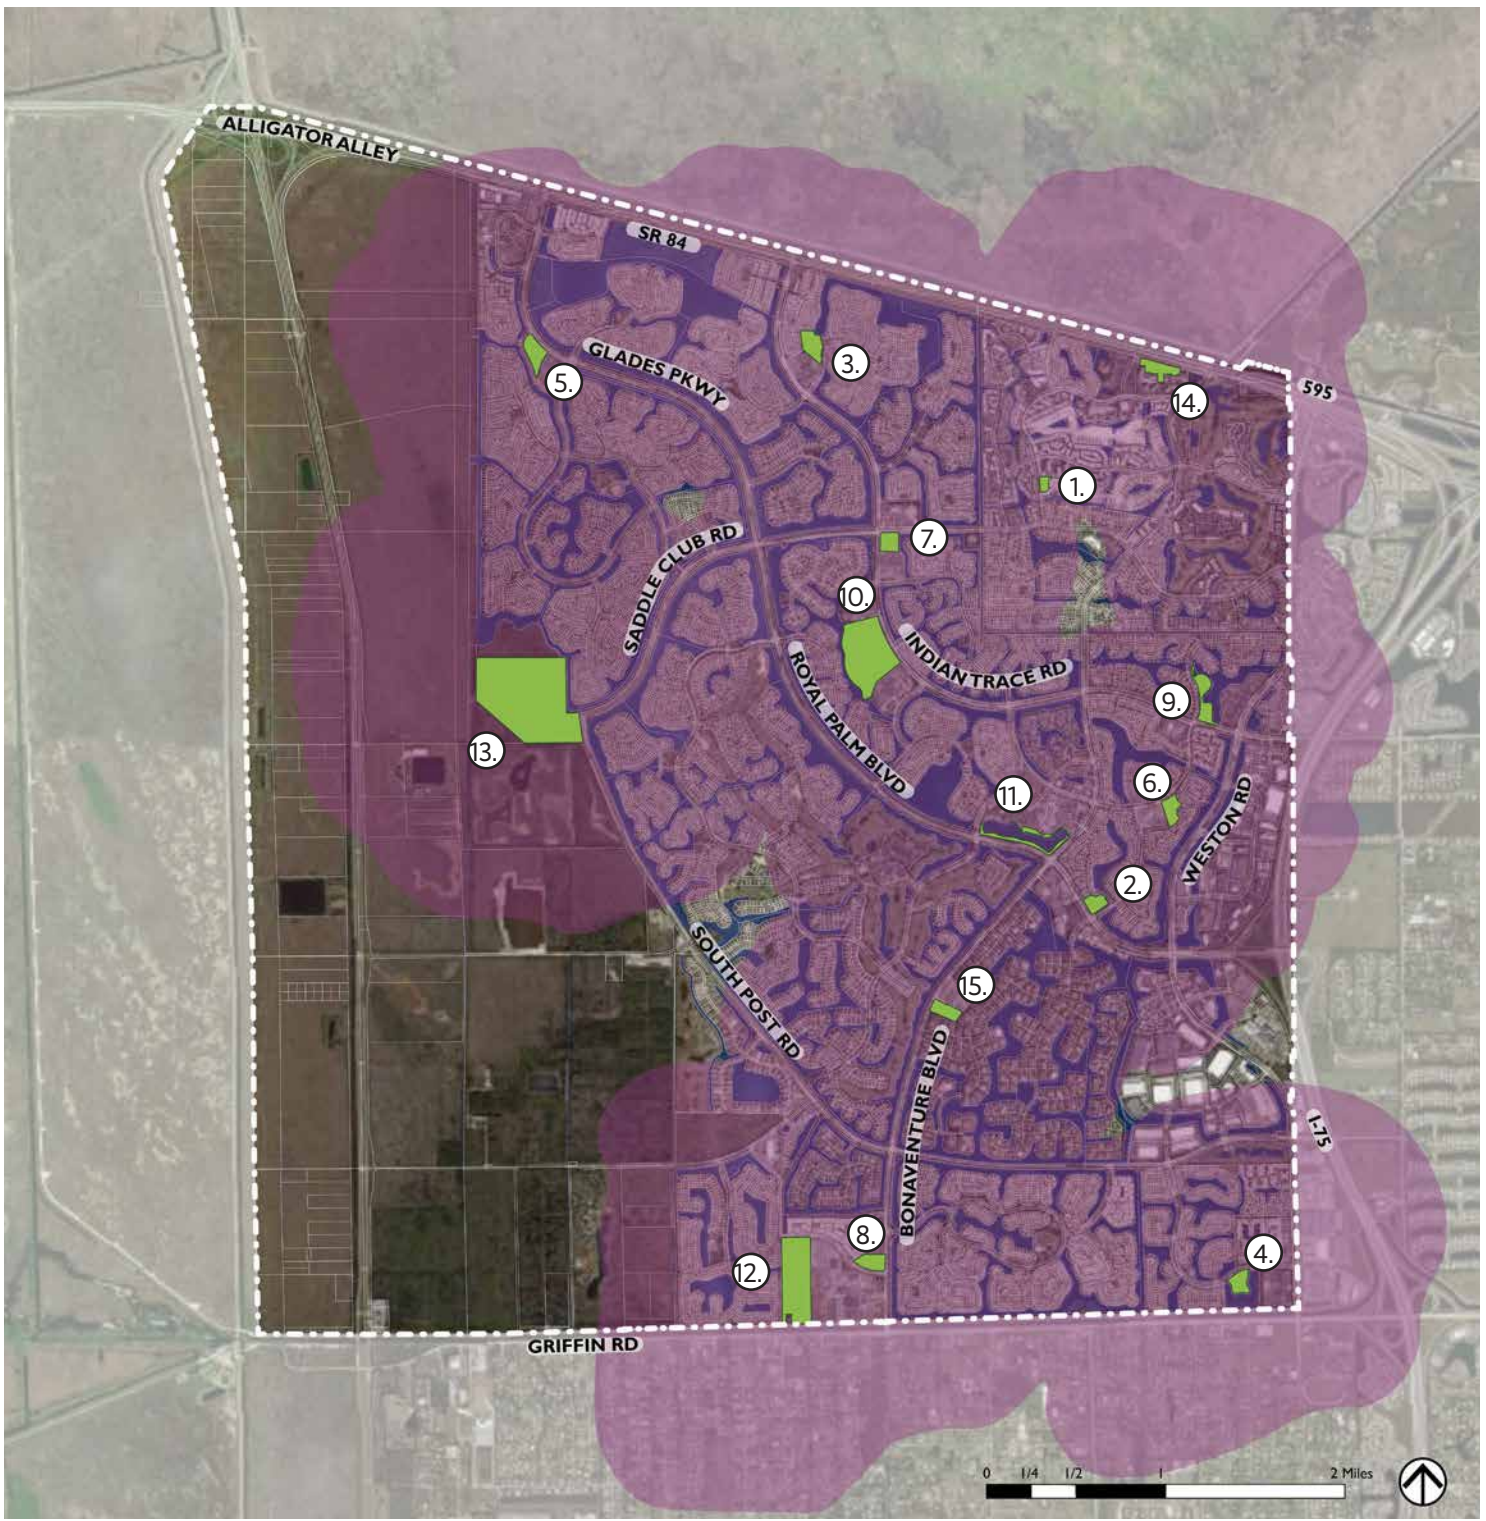 ALLIGATOR ALLEY
SR 84
GLADES PKWY
3.
5.
14.
595
1.
7.
SADDLE CLUB RD
10.
INDIAN TRACE RD
9.
ROYAL PALM BLVD
13.
6.
11.
WESTON RD
2.
SOUTH POST RD
15.
BONAVENTURE BLVD
I-75
8.
12.
4.
GRIFFIN RD
0 1/4 1/2 1 2 Miles